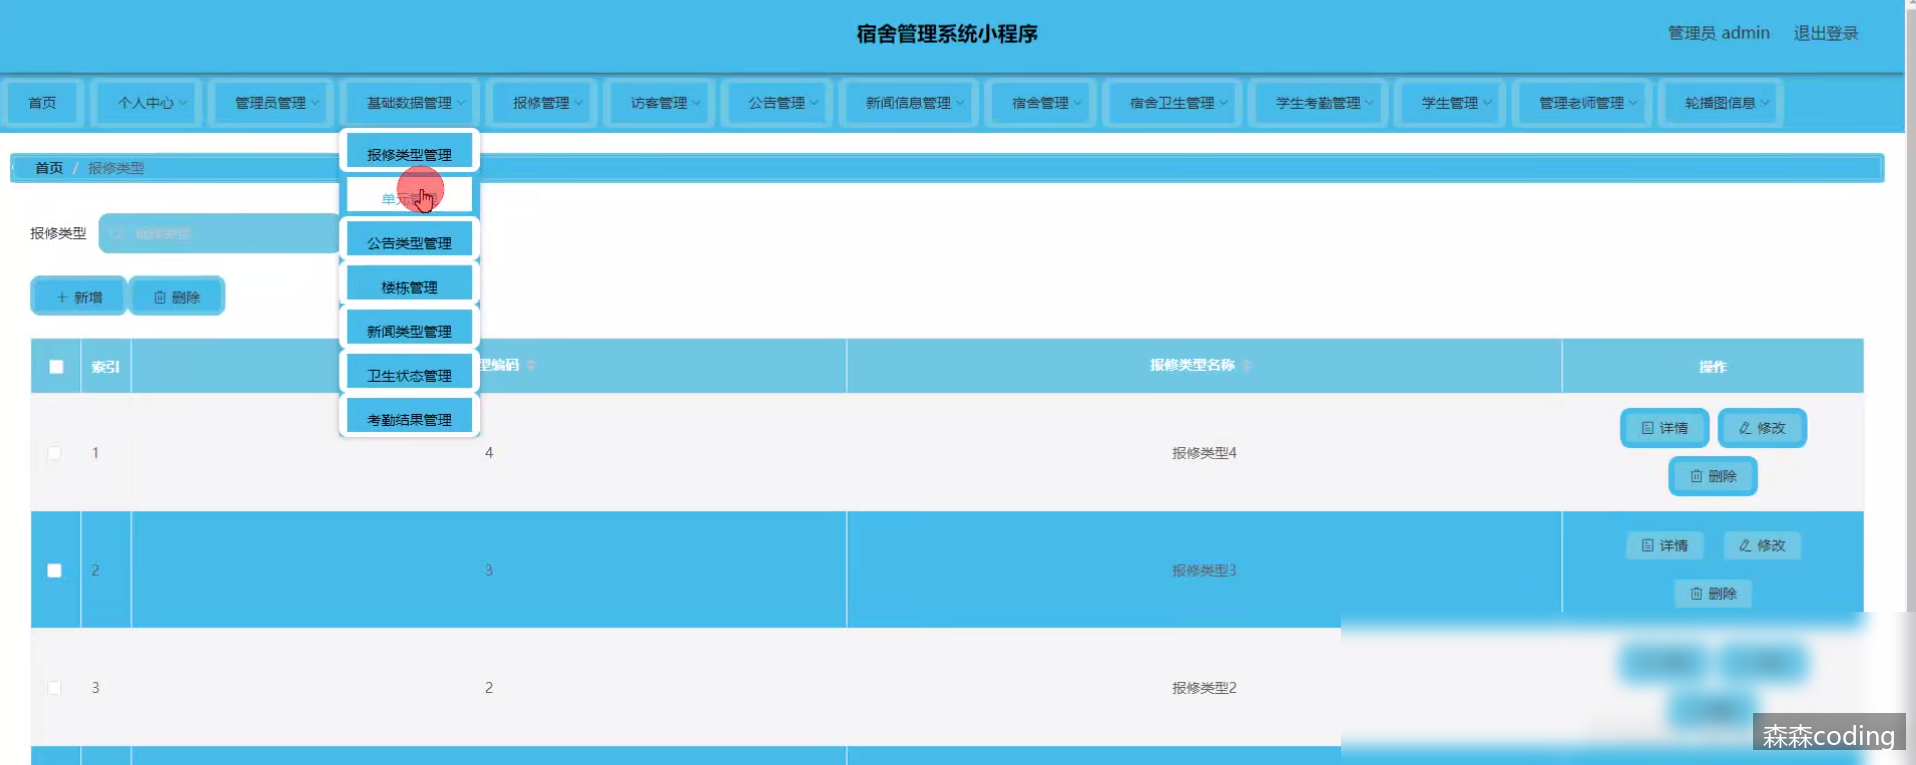 宿舍管理系统小程序
管理员 admin 退出登录
首页 个人中心 管理员管理 基础数据管理 报修管理 访客管理 公告管理 新闻信息管理 宿舍管理 宿舍卫生管理 学生考勤管理 学生管理 管理老师管理 轮播图信息
报修类型管理
单元管理
公告类型管理
楼栋管理
新闻类型管理
卫生状态管理
考勤结果管理
首页 / 报修类型
报修类型 报修类型
新增 删除
索引 型编码 报修类型名称 操作
1 4 报修类型4 详情 修改
删除
2 3 报修类型3 详情 修改
删除
3 2 报修类型2
森森coding